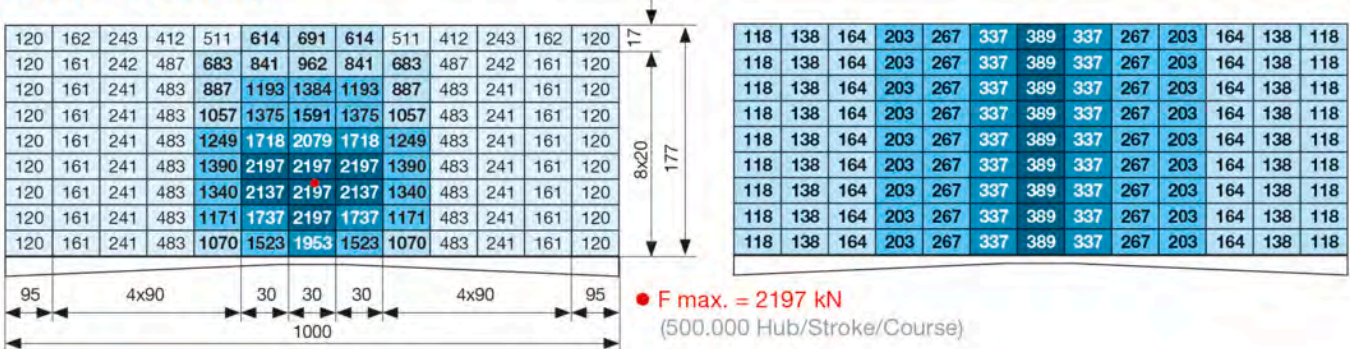 120 162 243 412 511 614 691 614 511 412 243 162 120
120 161 242 487 683 841 962 841 683 487 242 161 120
120 161 241 483 887 1193 1384 1193 887 483 241 161 120
120 161 241 483 1057 1375 1591 1375 1057 483 241 161 120
120 161 241 483 1249 1718 2079 1718 1249 483 241 161 120
120 161 241 483 1390 2197 2197 2197 1390 483 241 161 120
120 161 241 483 1340 2137 2197 2137 1340 483 241 161 120
120 161 241 483 1171 1737 2197 1737 1171 483 241 161 120
120 161 241 483 1070 1523 1953 1523 1070 483 241 161 120
17
8x20
177
95 4x90 30 30 30 4x90 95
1000
118 138 164 203 267 337 389 337 267 203 164 138 118
118 138 164 203 267 337 389 337 267 203 164 138 118
118 138 164 203 267 337 389 337 267 203 164 138 118
118 138 164 203 267 337 389 337 267 203 164 138 118
118 138 164 203 267 337 389 337 267 203 164 138 118
118 138 164 203 267 337 389 337 267 203 164 138 118
118 138 164 203 267 337 389 337 267 203 164 138 118
118 138 164 203 267 337 389 337 267 203 164 138 118
118 138 164 203 267 337 389 337 267 203 164 138 118
F max. = 2197 kN
(500.000 Hub/Stroke/Course)